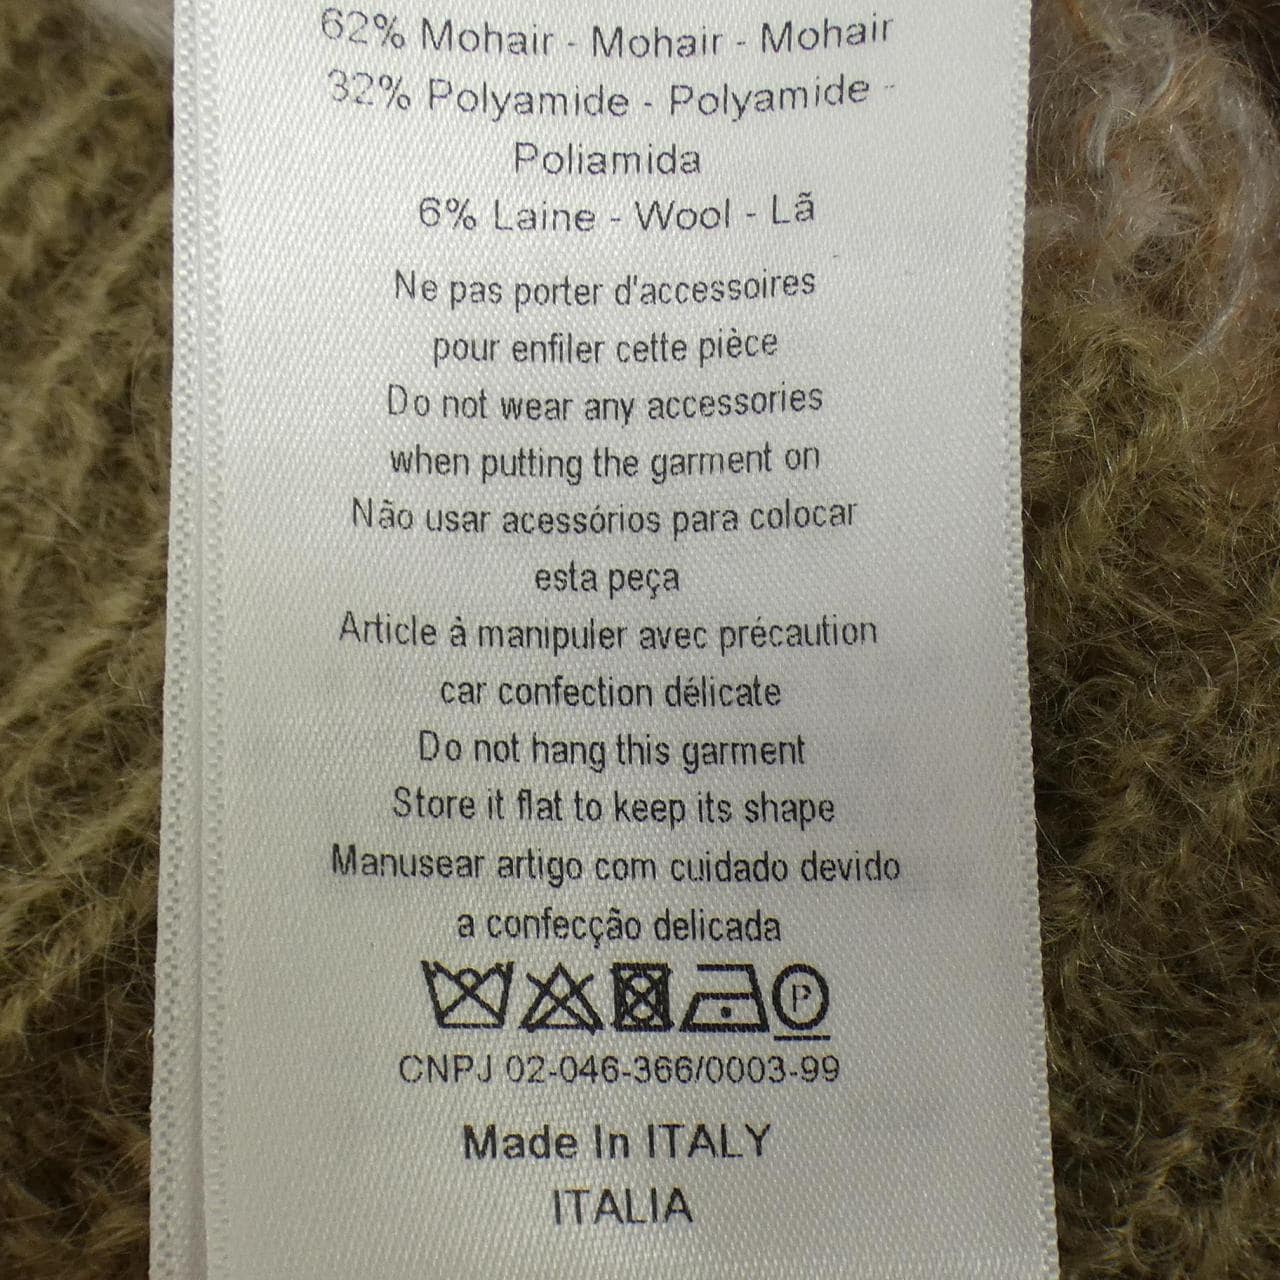 62% Mohair - Mohair - Mohair
32% Polyamide - Polyamide -
Poliamida
6% Laine - Wool - Lã
Ne pas porter d'accessoires
pour enfiler cette pièce
Do not wear any accessories
when putting the garment on
Não usar acessórios para colocar
esta peça
Article à manipuler avec précaution
car confection délicate
Do not hang this garment
Store it flat to keep its shape
Manusear artigo com cuidado devido
a confecção delicada
P
CNPJ 02-046-366/0003-99
Made In ITALY
ITALIA